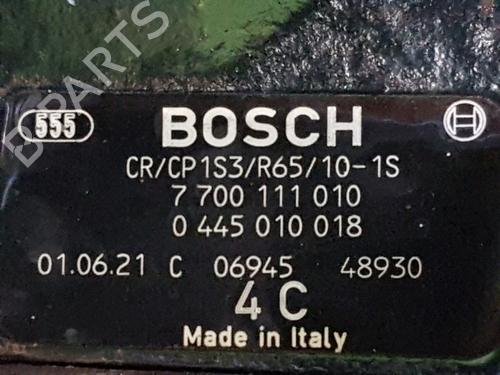 B-PARTS
555 BOSCH
CR/CP1S3/R65/10-1S
7 700 111 010
0 445 010 018
01.06.21 C 06945 48930
4 C
Made in Italy